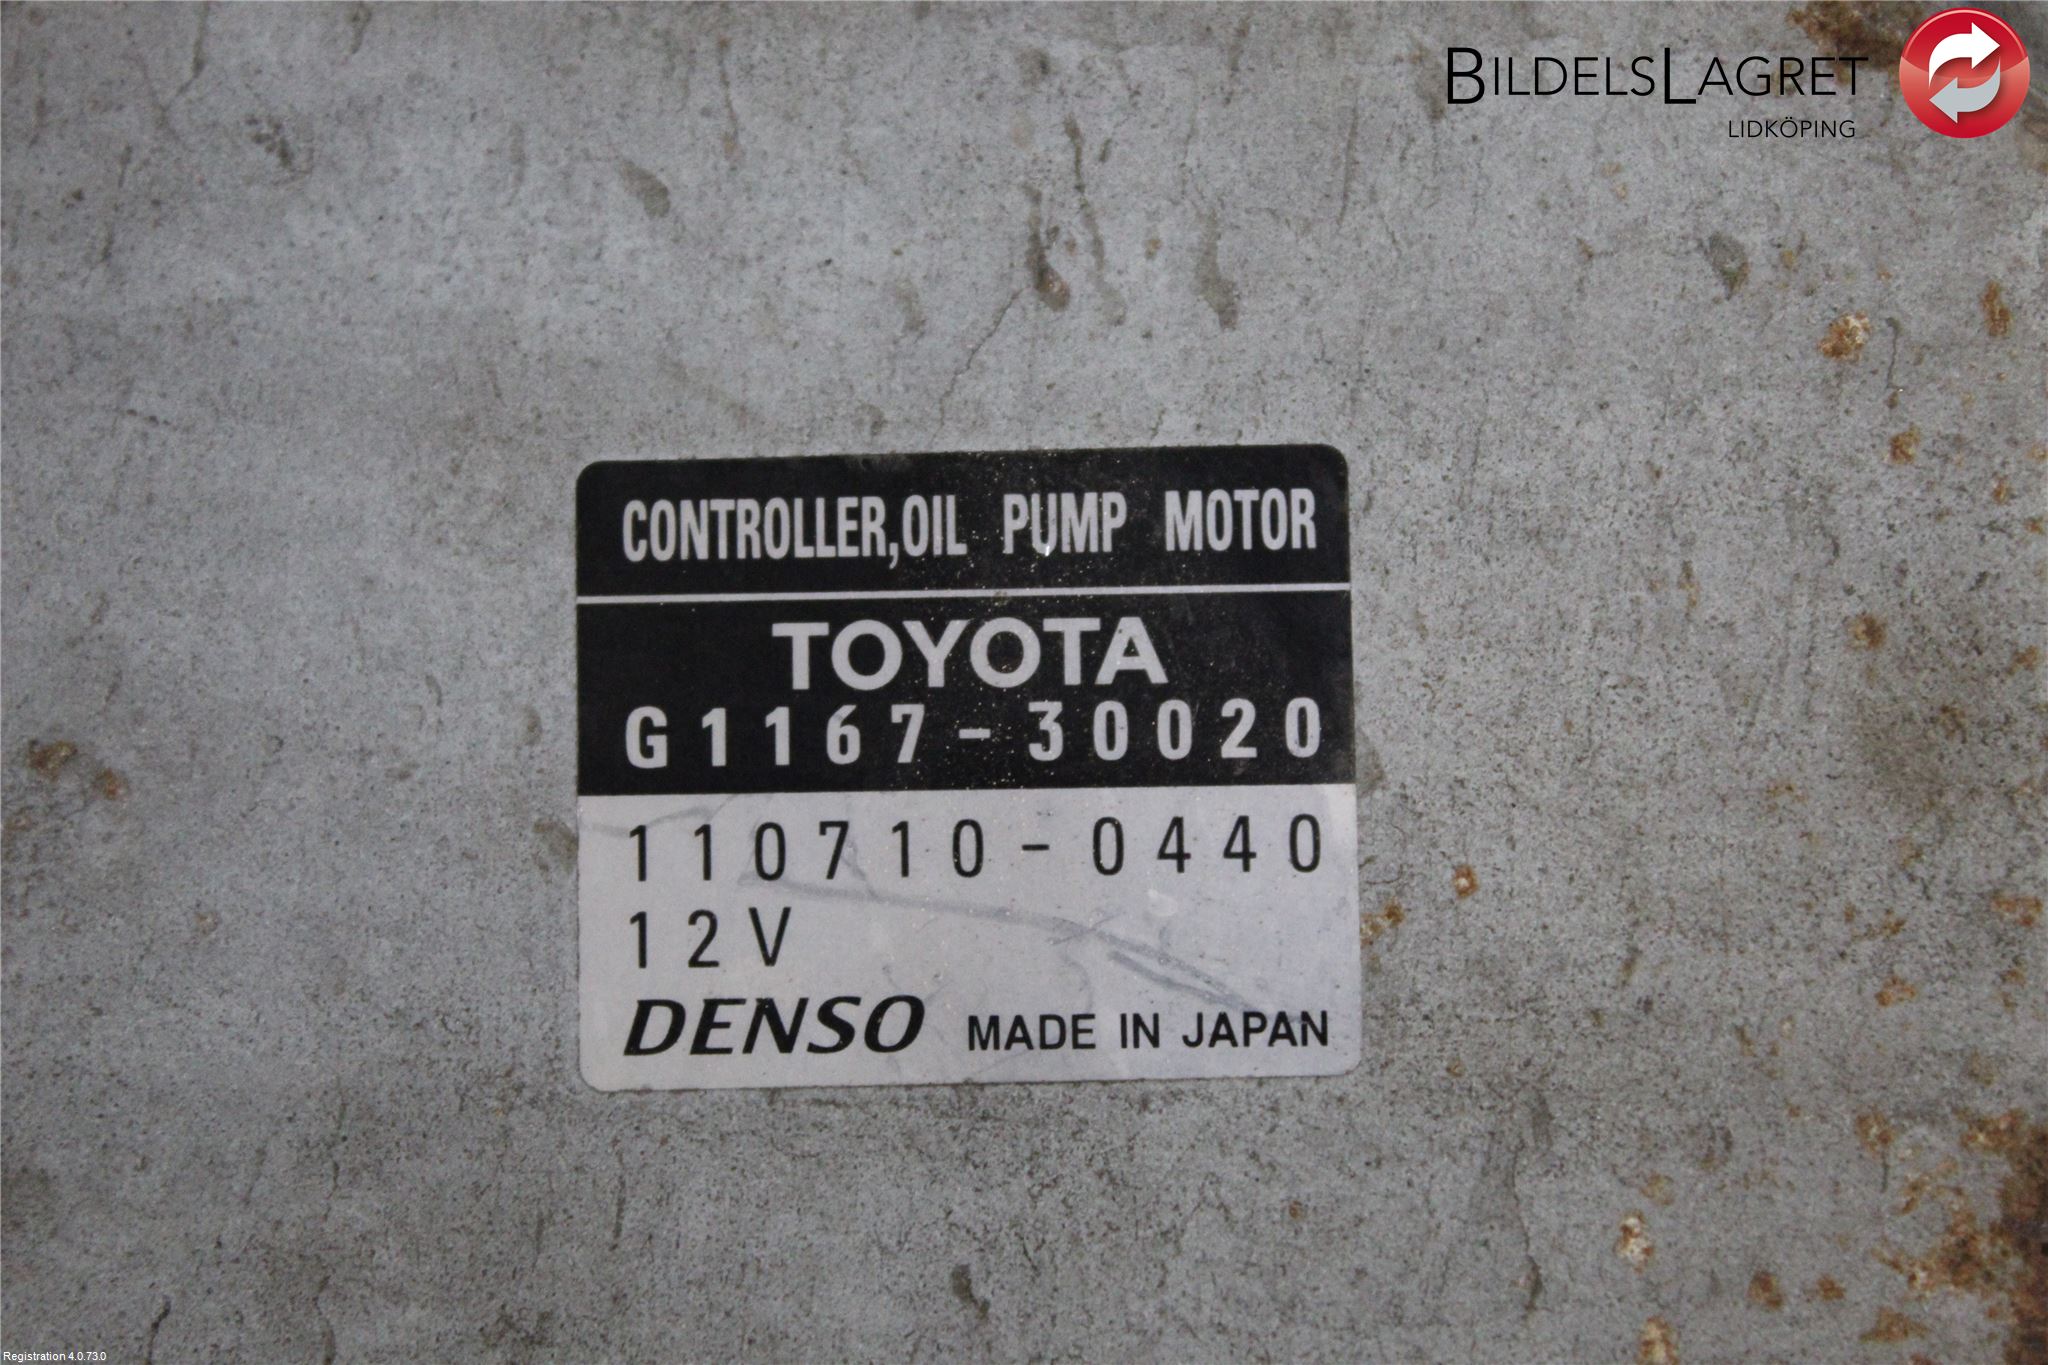 BILDELSLAGRET
LIDKÖPING
CONTROLLER,OIL PUMP MOTOR
TOYOTA
G1167-30020
110710-0440
12V
DENSO MADE IN JAPAN
Registration 4.0.73.0